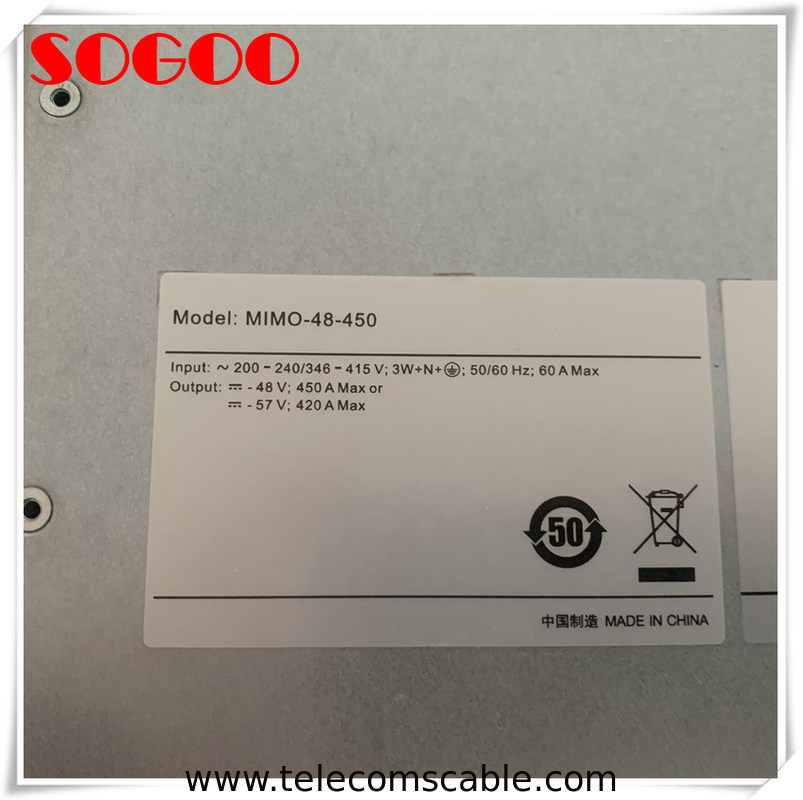 SOGOO
Model: MIMO-48-450
Input: ~ 200 - 240/346 - 415 V; 3W+N+⏚; 50/60 Hz; 60 A Max
Output: ⎓ - 48 V; 450 A Max or
⎓ - 57 V; 420 A Max
50
中国制造 MADE IN CHINA
www.telecomscable.com